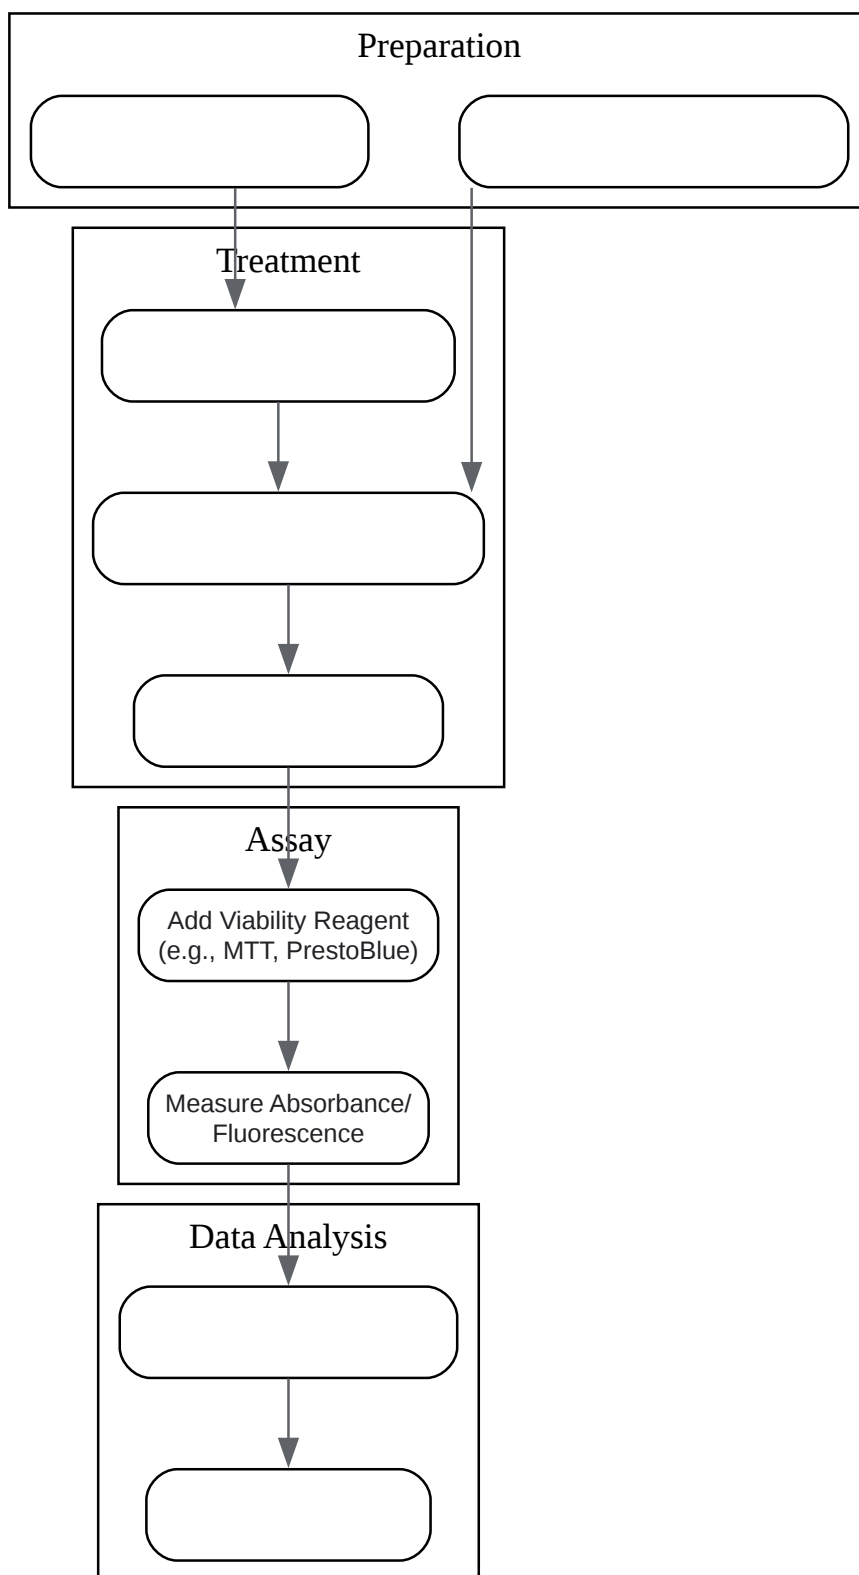 Preparation
Treatment
Assay
Add Viability Reagent
(e.g., MTT, PrestoBlue)
Measure Absorbance/
Fluorescence
Data Analysis